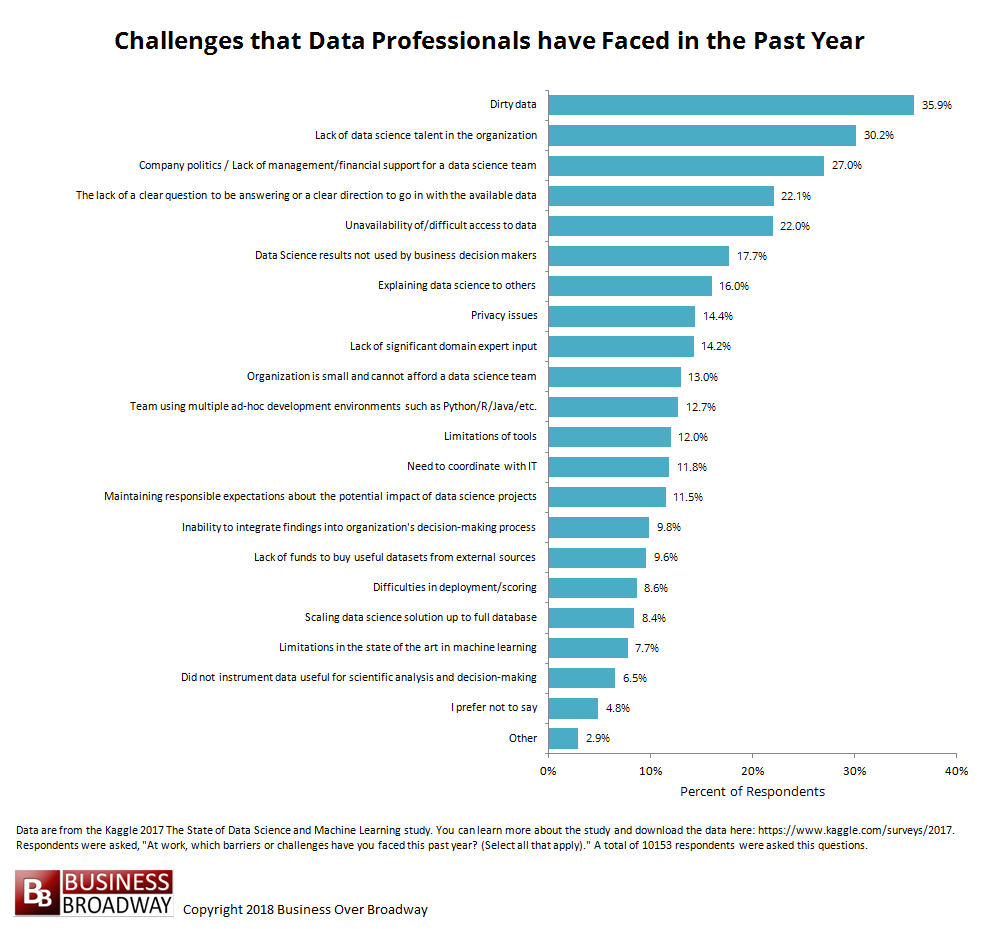 Challenges that Data Professionals have Faced in the Past Year
Dirty data 35.9%
Lack of data science talent in the organization 30.2%
Company politics / Lack of management/financial support for a data science team 27.0%
The lack of a clear question to be answering or a clear direction to go in with the available data 22.1%
Unavailability of/difficult access to data 22.0%
Data Science results not used by business decision makers 17.7%
Explaining data science to others 16.0%
Privacy issues 14.4%
Lack of significant domain expert input 14.2%
Organization is small and cannot afford a data science team 13.0%
Team using multiple ad-hoc development environments such as Python/R/Java/etc. 12.7%
Limitations of tools 12.0%
Need to coordinate with IT 11.8%
Maintaining responsible expectations about the potential impact of data science projects 11.5%
Inability to integrate findings into organization's decision-making process 9.8%
Lack of funds to buy useful datasets from external sources 9.6%
Difficulties in deployment/scoring 8.6%
Scaling data science solution up to full database 8.4%
Limitations in the state of the art in machine learning 7.7%
Did not instrument data useful for scientific analysis and decision-making 6.5%
I prefer not to say 4.8%
Other 2.9%
0% 10% 20% 30% 40%
Percent of Respondents
Data are from the Kaggle 2017 The State of Data Science and Machine Learning study. You can learn more about the study and download the data here: https://www.kaggle.com/surveys/2017.
Respondents were asked, "At work, which barriers or challenges have you faced this past year? (Select all that apply)." A total of 10153 respondents were asked this questions.
BB BUSINESS
BROADWAY
Copyright 2018 Business Over Broadway